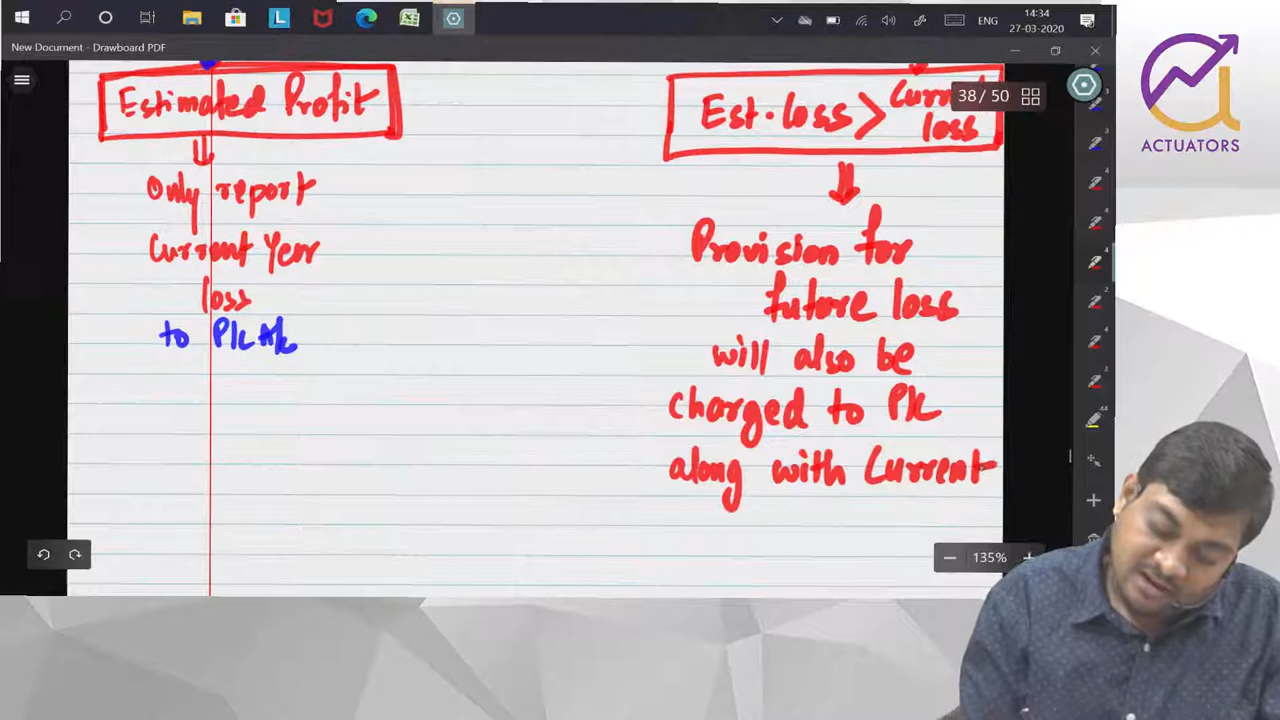 14:34
ENG
27-03-2020
New Document - Drawboard PDF
38 / 50
ACTUATORS
Estimated Profit
Only report
Current Year
loss
to P/L A/c
Est. loss > Current
loss
Provision for
future loss
will also be
charged to P/L
along with Current
135%